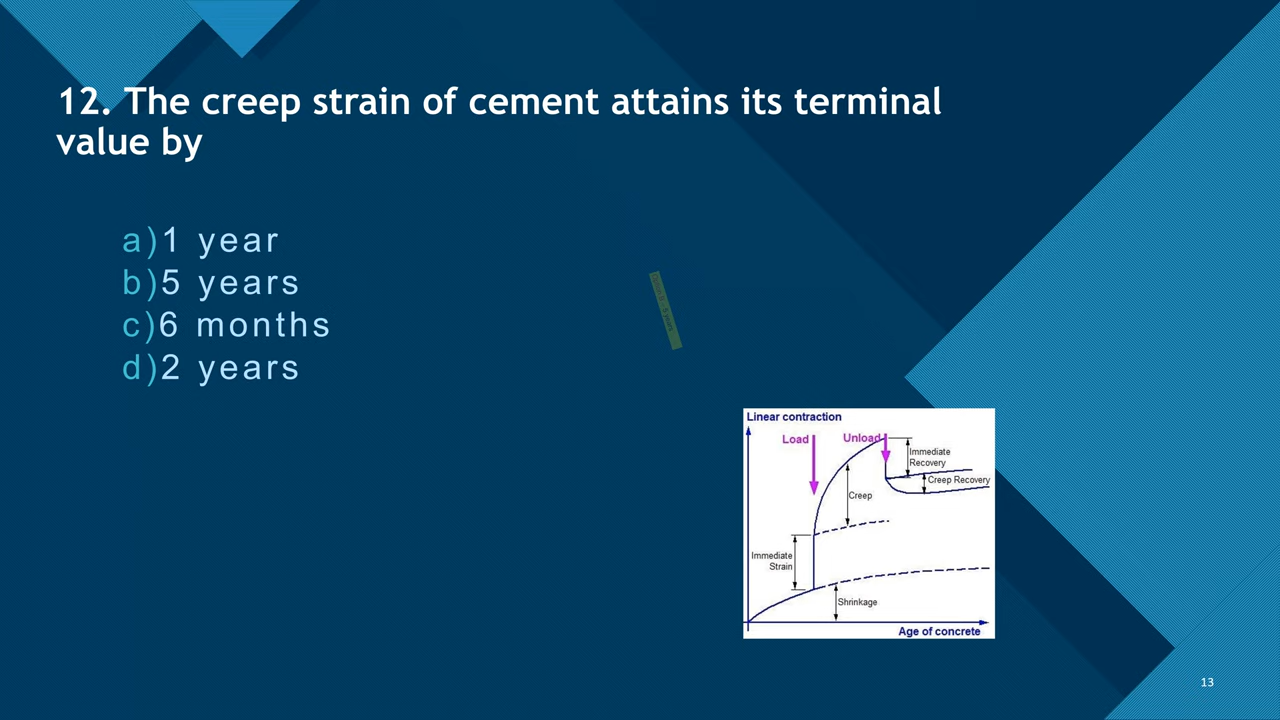 12. The creep strain of cement attains its terminal
value by
a)1 year
b)5 years
c)6 months
d)2 years
Linear contraction
Load
Unload
Immediate
Recovery
Creep Recovery
Creep
Immediate
Strain
Shrinkage
Age of concrete
13